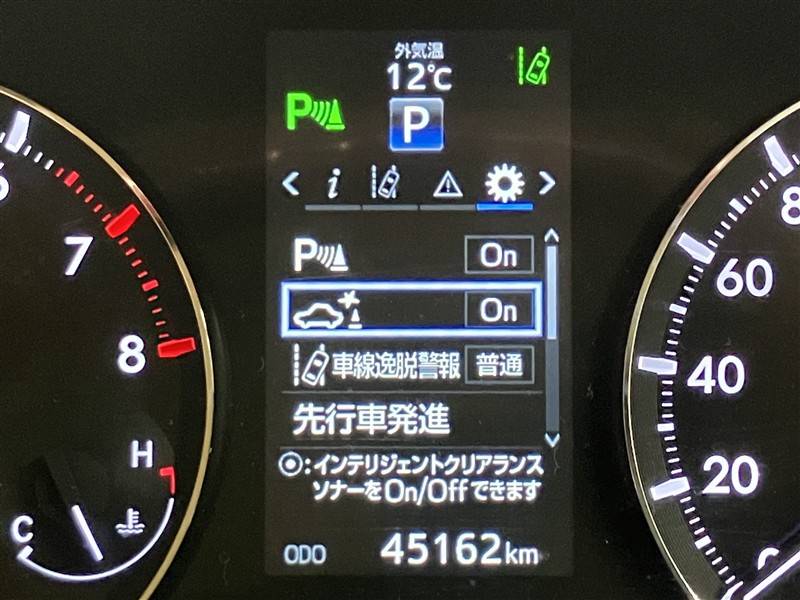 外気温
12℃
P
P
i
P On
On
車線逸脱警報 普通
先行車発進
◉:インテリジェントクリアランス
ソナーをOn/Offできます
ODO 45162km
7
8
H
C
60
40
20